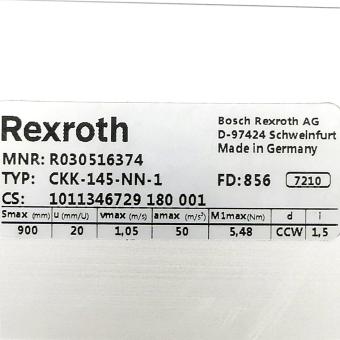 Rexroth
Bosch Rexroth AG
D-97424 Schweinfurt
Made in Germany
MNR: R030516374
TYP: CKK-145-NN-1 FD: 856 7210
CS: 1011346729 180 001
Smax (mm) u (mm/U) vmax (m/s) amax (m/s²) M1max(Nm) d i
900 20 1,05 50 5,48 CCW 1,5